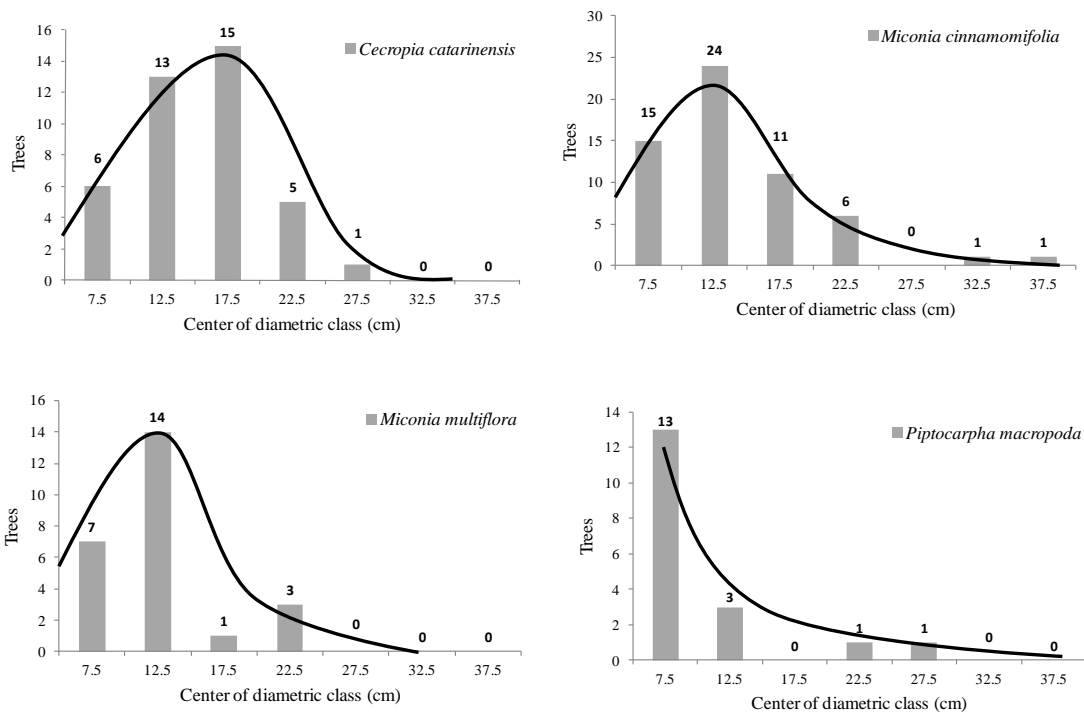 Cecropia catarinensis
Trees
16
14
12
10
8
6
4
2
0
6 13 15 5 1 0 0
7.5 12.5 17.5 22.5 27.5 32.5 37.5
Center of diametric class (cm)
Miconia cinnamomifolia
Trees
30
25
20
15
10
5
0
15 24 11 6 0 1 1
7.5 12.5 17.5 22.5 27.5 32.5 37.5
Center of diametric class (cm)
Miconia multiflora
Trees
16
14
12
10
8
6
4
2
0
7 14 1 3 0 0 0
7.5 12.5 17.5 22.5 27.5 32.5 37.5
Center of diametric class (cm)
Piptocarpha macropoda
Trees
14
12
10
8
6
4
2
0
13 3 0 1 1 0 0
7.5 12.5 17.5 22.5 27.5 32.5 37.5
Center of diametric class (cm)